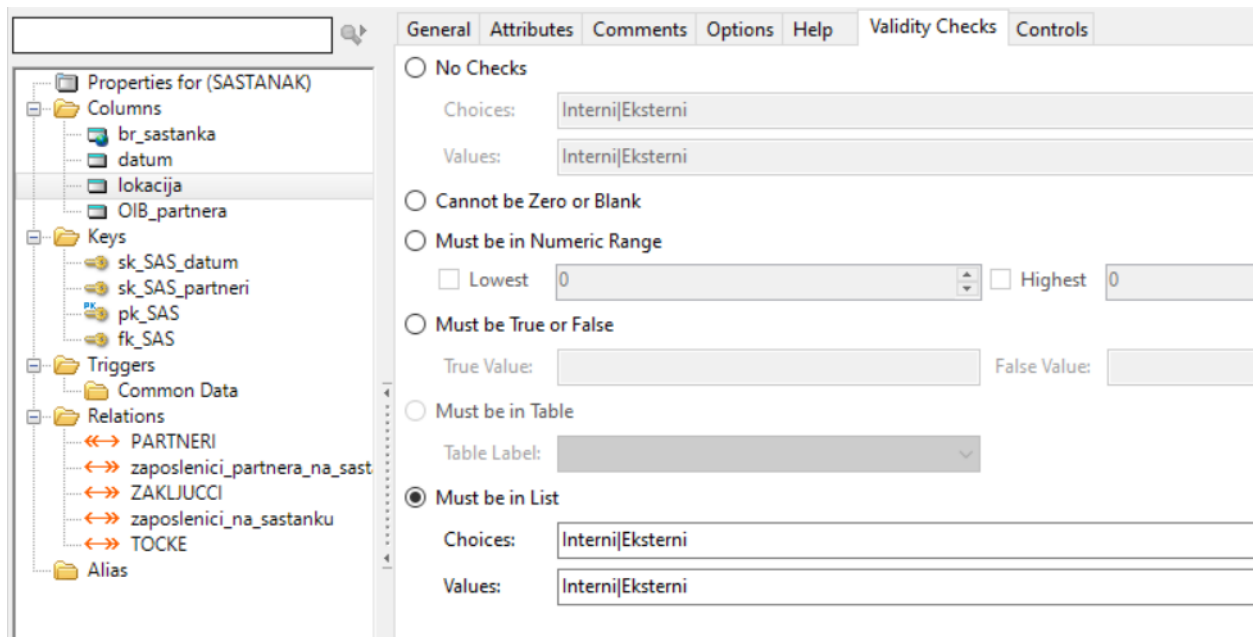 Properties for (SASTANAK)
Columns
br_sastanka
datum
lokacija
OIB_partnera
Keys
sk_SAS_datum
sk_SAS_partneri
PK
pk_SAS
fk_SAS
Triggers
Common Data
Relations
PARTNERI
zaposlenici_partnera_na_sast
ZAKLJUCCI
zaposlenici_na_sastanku
TOCKE
Alias
General Attributes Comments Options Help Validity Checks Controls
No Checks
Choices: Interni|Eksterni
Values: Interni|Eksterni
Cannot be Zero or Blank
Must be in Numeric Range
Lowest 0 Highest 0
Must be True or False
True Value: False Value:
Must be in Table
Table Label:
Must be in List
Choices: Interni|Eksterni
Values: Interni|Eksterni